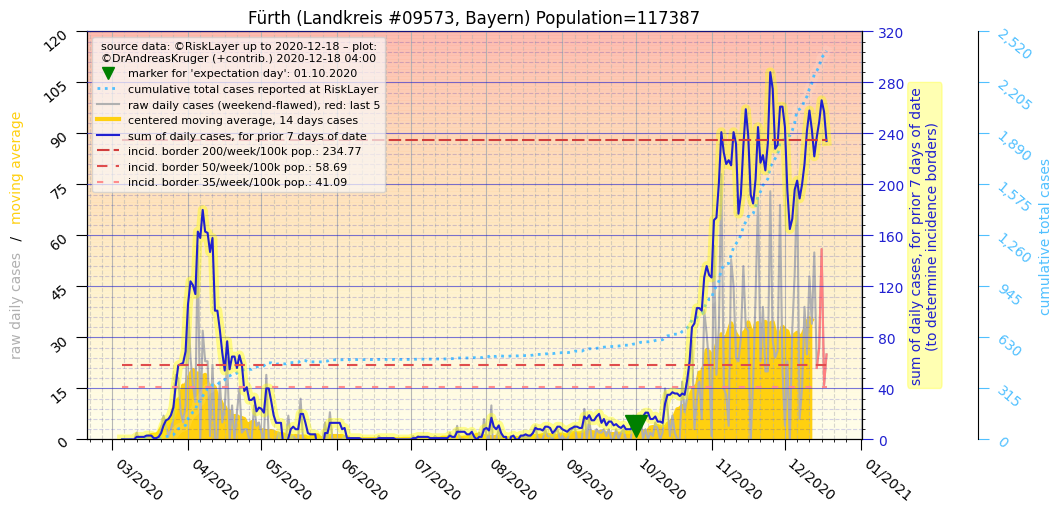 Fürth (Landkreis #09573, Bayern) Population=117387
source data: ©RiskLayer up to 2020-12-18 – plot:
©DrAndreasKruger (+contrib.) 2020-12-18 04:00
marker for 'expectation day': 01.10.2020
cumulative total cases reported at RiskLayer
raw daily cases (weekend-flawed), red: last 5
centered moving average, 14 days cases
sum of daily cases, for prior 7 days of date
incid. border 200/week/100k pop.: 234.77
incid. border 50/week/100k pop.: 58.69
incid. border 35/week/100k pop.: 41.09
raw daily cases / moving average
120
105
90
75
60
45
30
15
0
03/2020
04/2020
05/2020
06/2020
07/2020
08/2020
09/2020
10/2020
11/2020
12/2020
01/2021
320
280
240
200
160
120
80
40
0
sum of daily cases, for prior 7 days of date
(to determine incidence borders)
2,520
2,205
1,890
1,575
1,260
945
630
315
0
cumulative total cases